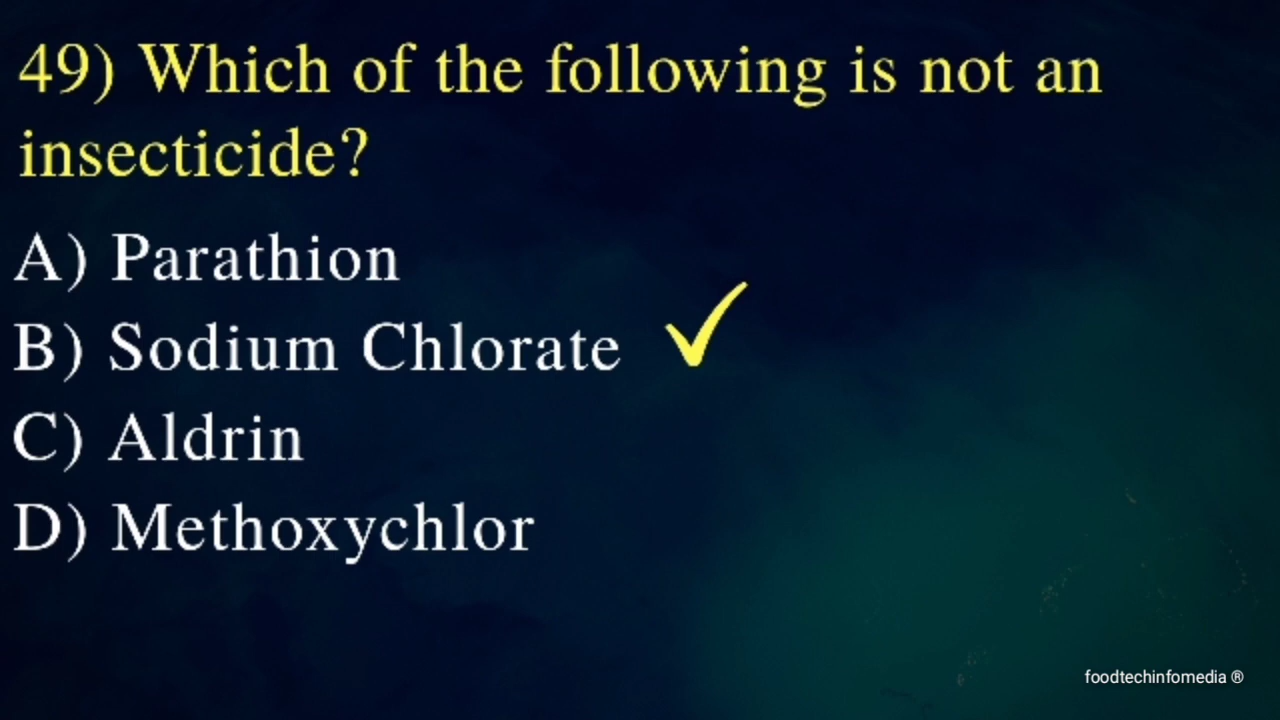 49) Which of the following is not an
insecticide?
A) Parathion
B) Sodium Chlorate
C) Aldrin
D) Methoxychlor
foodtechinfomedia ®